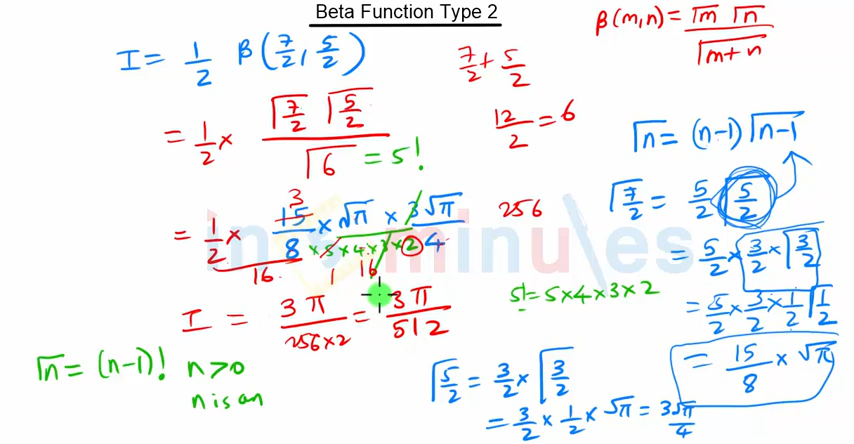 Beta Function Type 2
I = 1/2 β(7/2, 5/2)
7/2 + 5/2
12/2 = 6
β(m,n) = Γm Γn / Γm+n
= 1/2 × Γ7/2 Γ5/2 / Γ6 = 5!
= 1/2 × 15/8 × √π × 3√π/4
3
× 5 × 4 × 3 × 2
16 1 16
256
I = 3π/256×2 = 3π/512
5! = 5×4×3×2
Γn = (n-1)! n>0
n is an
Γn = (n-1) Γn-1
Γ7/2 = 5/2 Γ5/2
= 5/2 × 3/2 × Γ3/2
= 5/2 × 3/2 × 1/2 Γ1/2
= 15/8 × √π
Γ5/2 = 3/2 × Γ3/2
= 3/2 × 1/2 × √π = 3√π/4